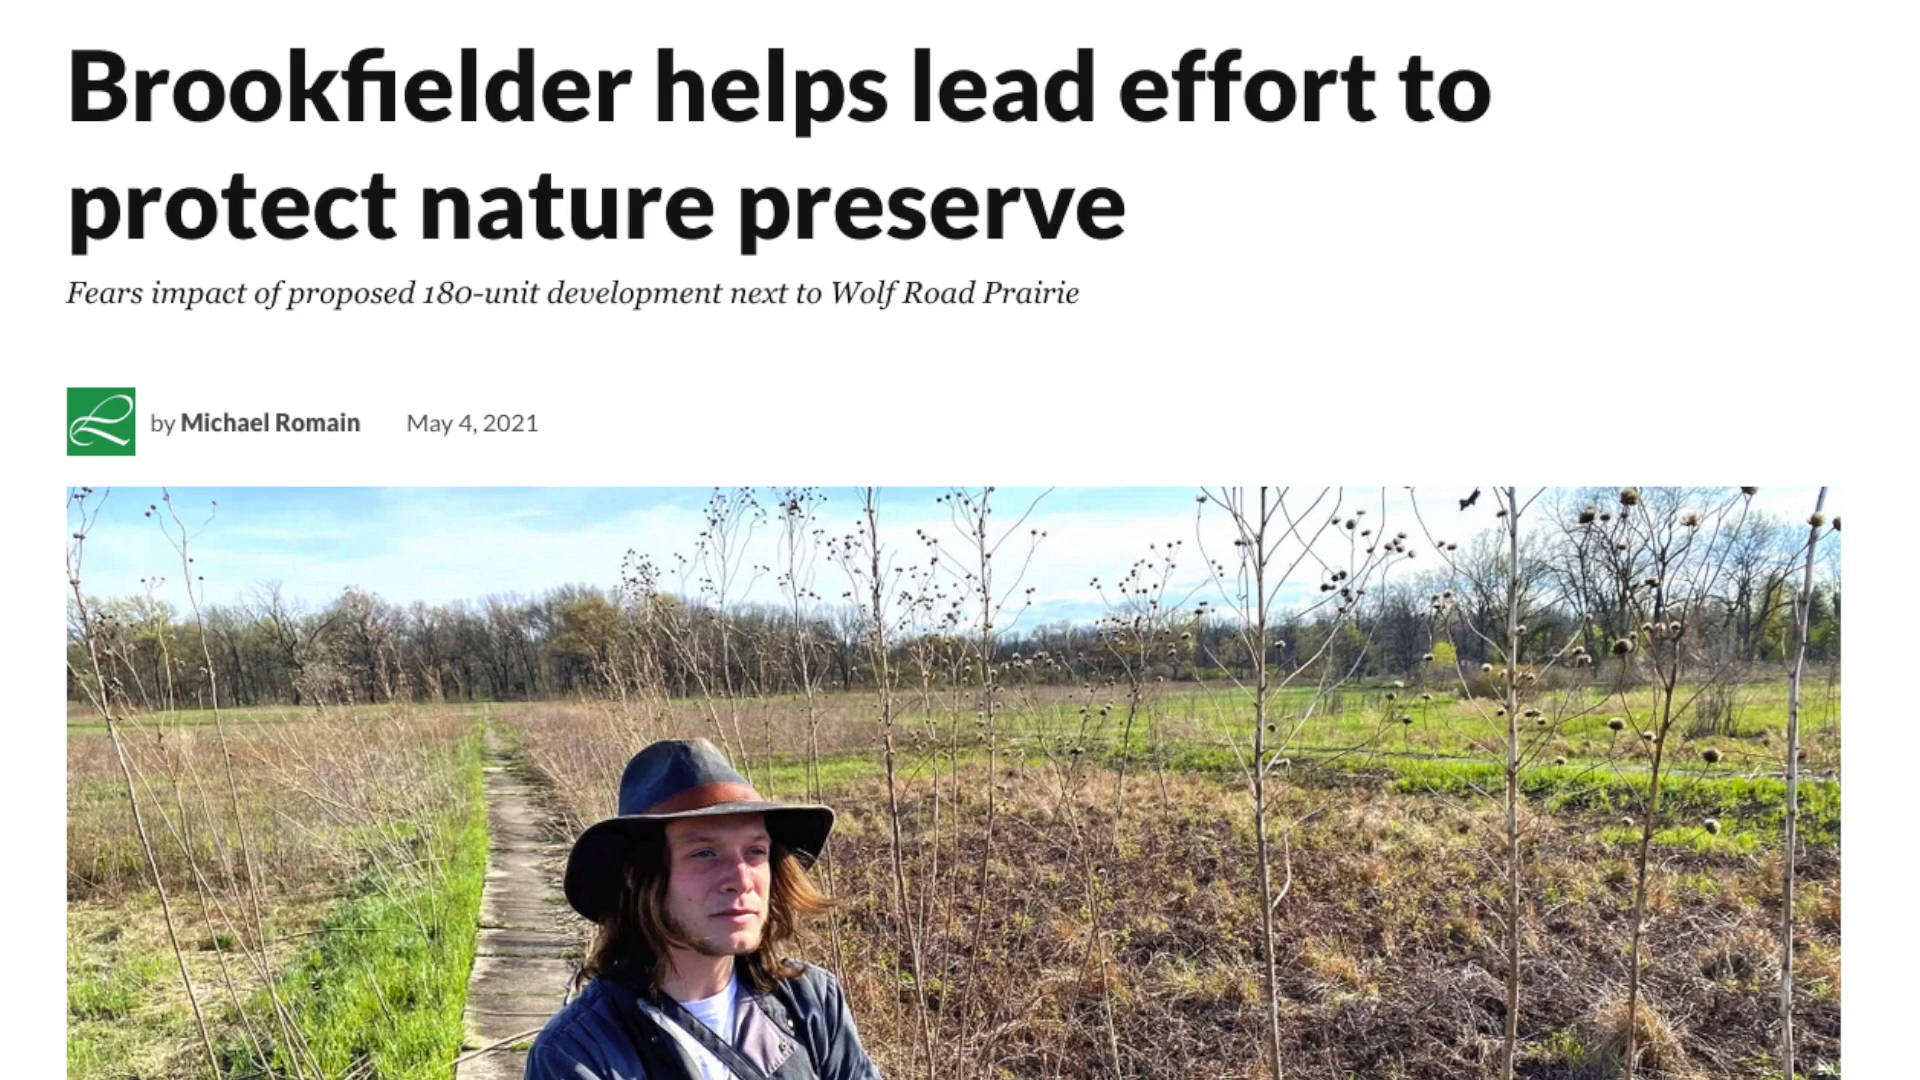 Brookfielder helps lead effort to
protect nature preserve
Fears impact of proposed 180-unit development next to Wolf Road Prairie
by Michael Romain May 4, 2021